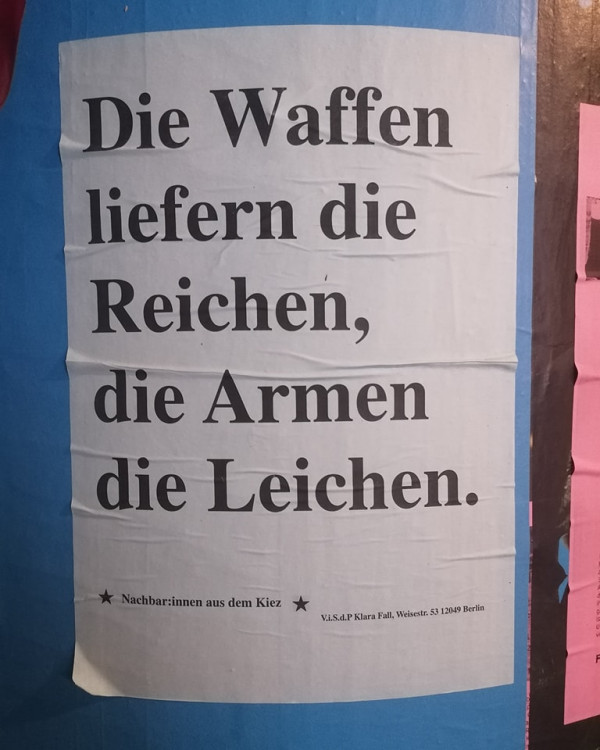 Die Waffen
liefern die
Reichen,
die Armen
die Leichen.
★ Nachbar:innen aus dem Kiez ★
V.i.S.d.P Klara Fall, Weisestr. 53 12049 Berlin